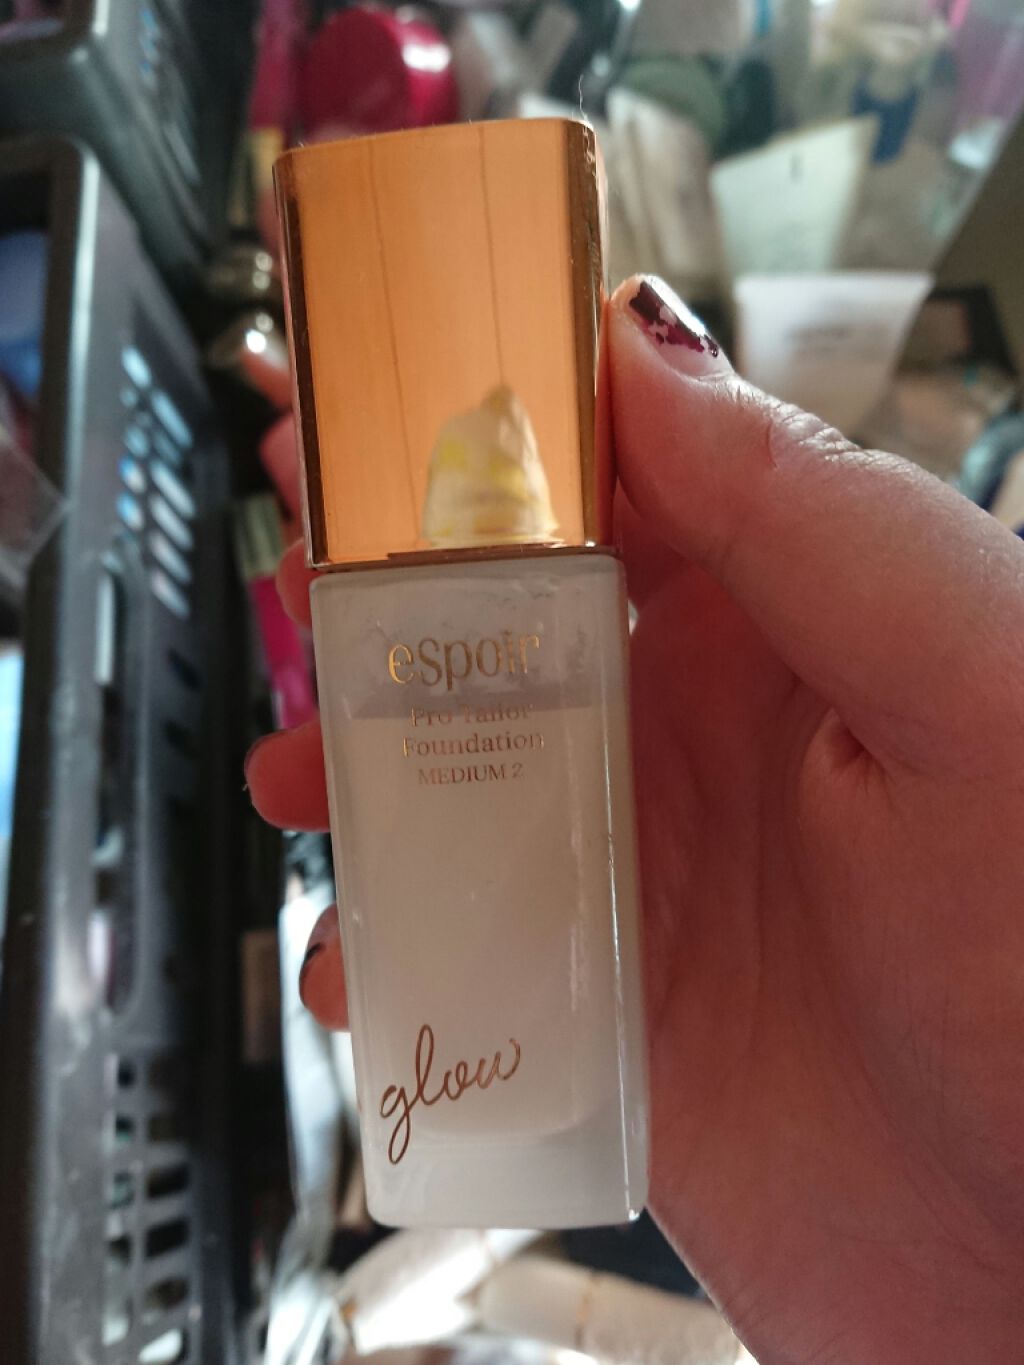 espoir
Pro Tailor
Foundation
MEDIUM 2
glow